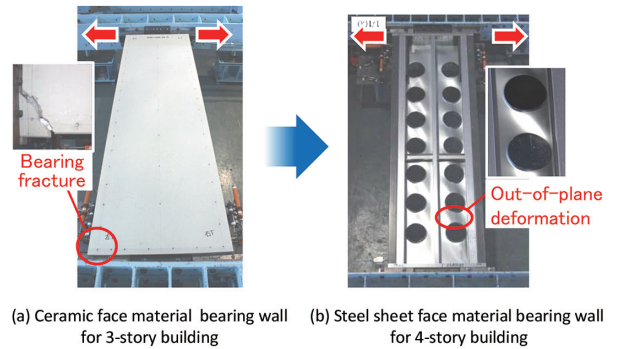 Bearing
fracture
Out-of-plane
deformation
(a) Ceramic face material bearing wall
for 3-story building
(b) Steel sheet face material bearing wall
for 4-story building